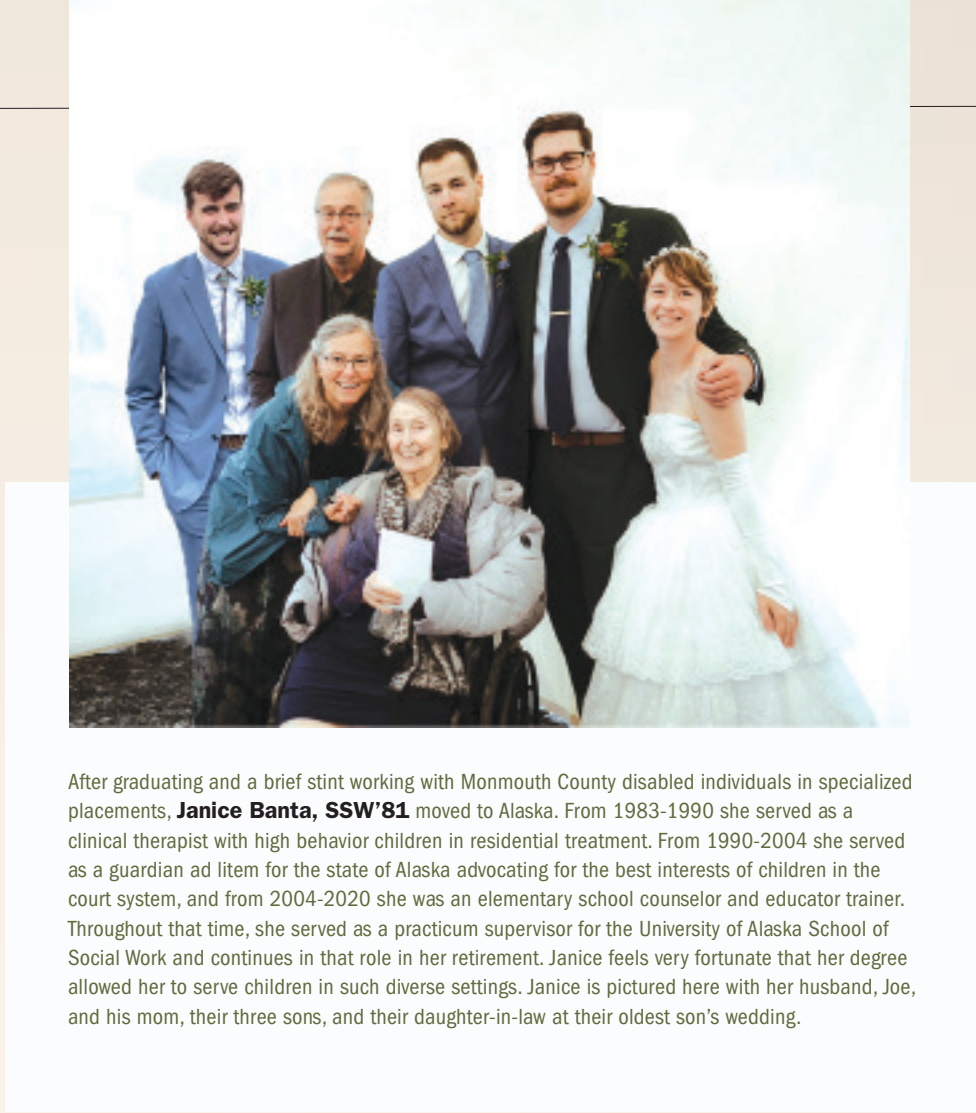 After graduating and a brief stint working with Monmouth County disabled individuals in specialized
placements, Janice Banta, SSW’81 moved to Alaska. From 1983-1990 she served as a
clinical therapist with high behavior children in residential treatment. From 1990-2004 she served
as a guardian ad litem for the state of Alaska advocating for the best interests of children in the
court system, and from 2004-2020 she was an elementary school counselor and educator trainer.
Throughout that time, she served as a practicum supervisor for the University of Alaska School of
Social Work and continues in that role in her retirement. Janice feels very fortunate that her degree
allowed her to serve children in such diverse settings. Janice is pictured here with her husband, Joe,
and his mom, their three sons, and their daughter-in-law at their oldest son’s wedding.